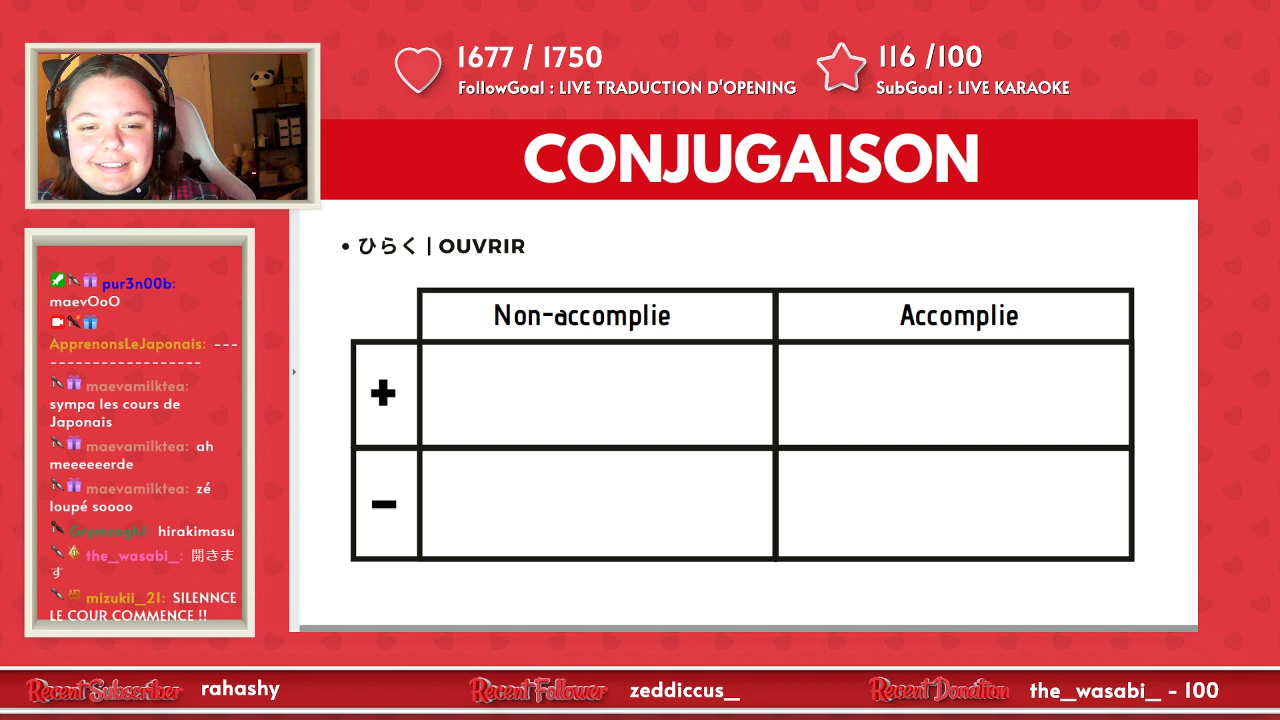 1677 / 1750
FollowGoal : LIVE TRADUCTION D'OPENING
116 /100
SubGoal : LIVE KARAOKE
CONJUGAISON
• ひらく | OUVRIR
Non-accomplie
Accomplie
+
−
pur3n00b:
maevOoO
ApprenonsLeJaponais: ---
------------------
maevamilktea:
sympa les cours de
Japonais
maevamilktea: ah
meeeeeerde
maevamilktea: zé
loupé soooo
hirakimasu
the_wasabi_: 開きま
す
mizukii_21: SILENNCE
LE COUR COMMENCE !!
Recent Subscriber
rahashy
Recent Follower
zeddiccus_
Recent Donation
the_wasabi_ - 100